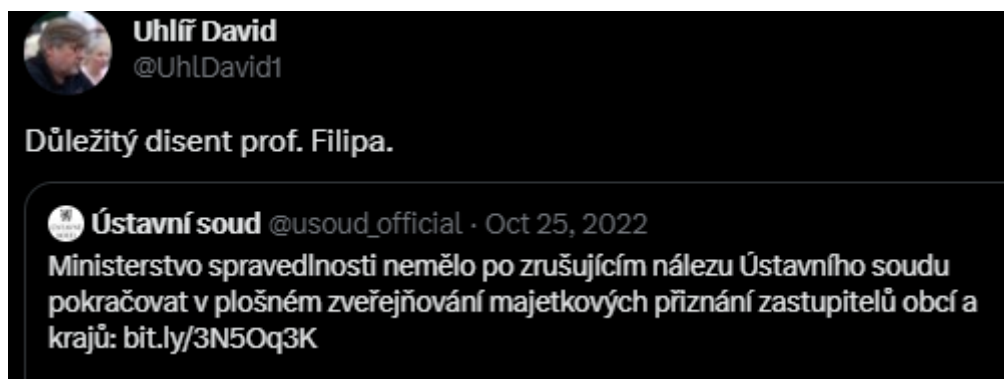 Uhlíř David
@UhlDavid1
Důležitý disent prof. Filipa.
Ústavní soud @usoud_official · Oct 25, 2022
Ministerstvo spravedlnosti nemělo po zrušujícím nálezu Ústavního soudu
pokračovat v plošném zveřejňování majetkových přiznání zastupitelů obcí a
krajů: bit.ly/3N5Oq3K